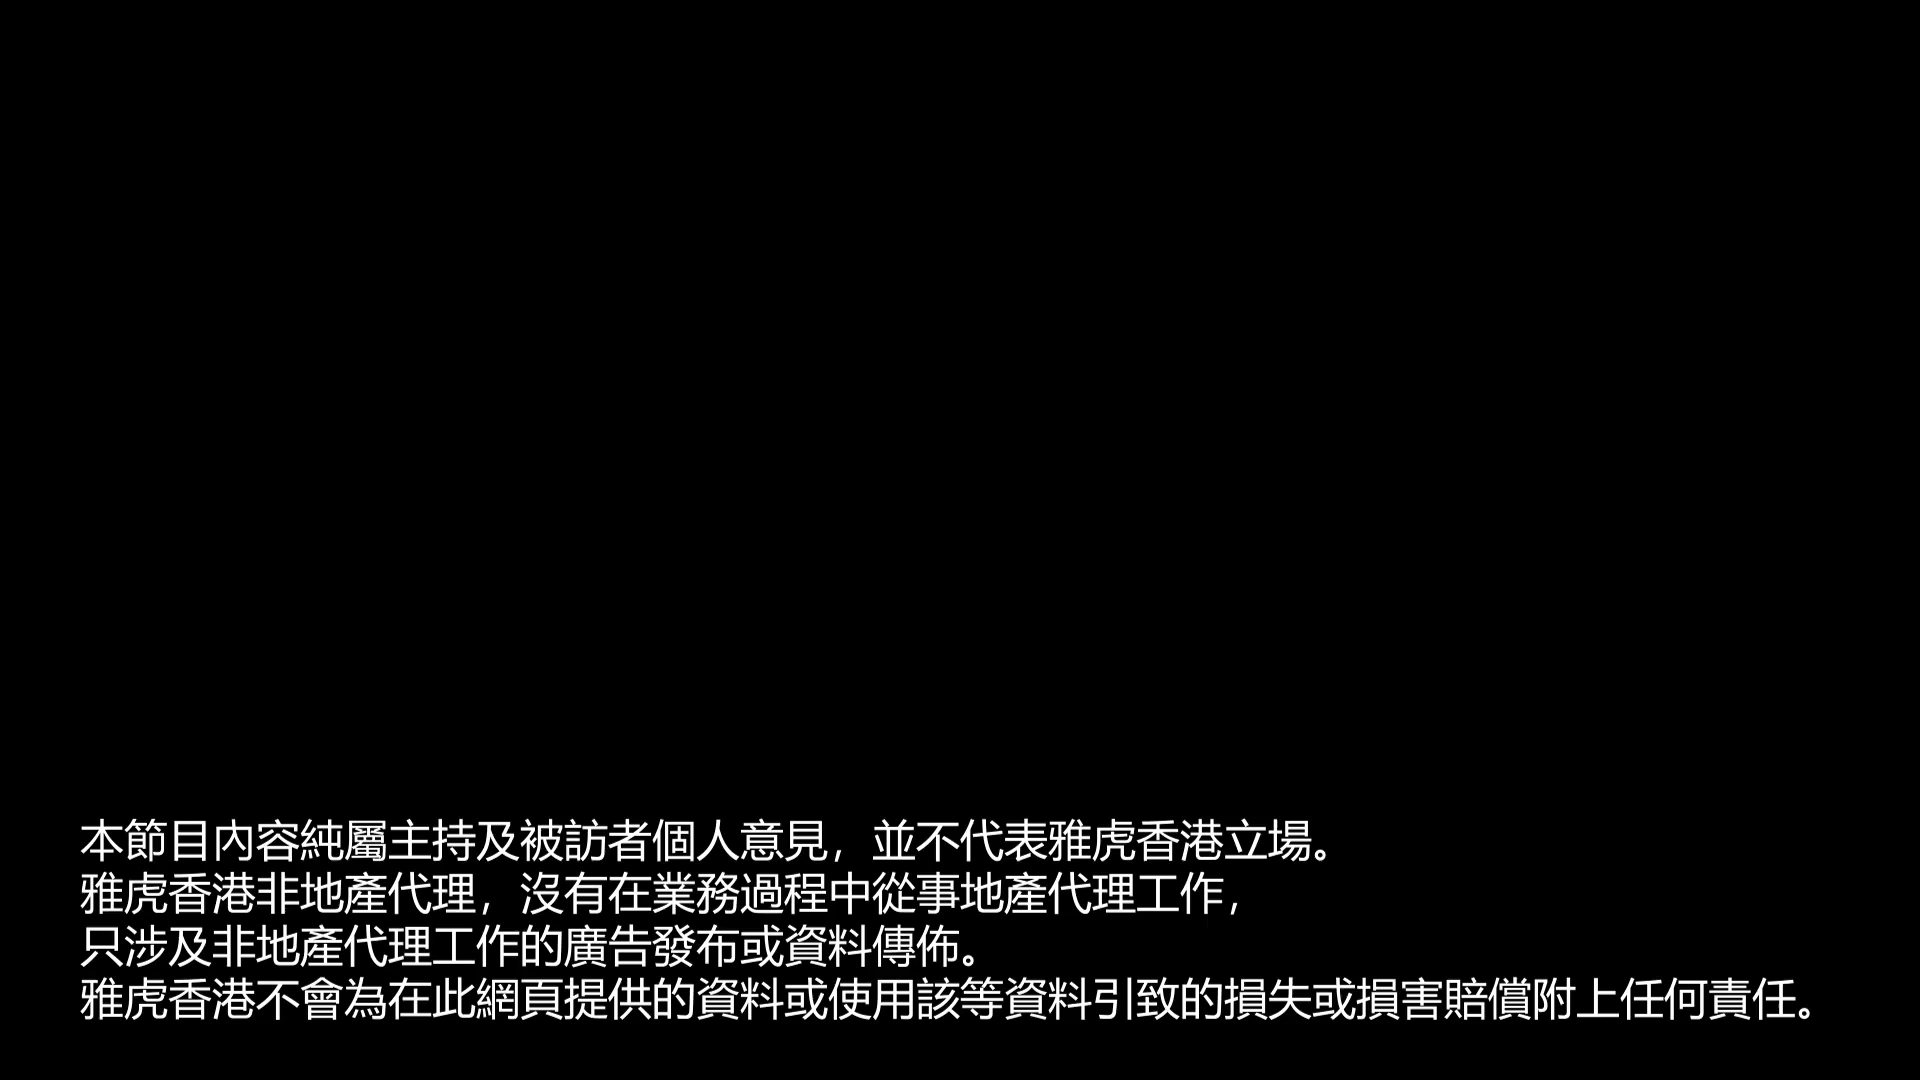 本節目內容純屬主持及被訪者個人意見，並不代表雅虎香港立場。
雅虎香港非地產代理，沒有在業務過程中從事地產代理工作，
只涉及非地產代理工作的廣告發布或資料傳佈。
雅虎香港不會為在此網頁提供的資料或使用該等資料引致的損失或損害賠償附上任何責任。